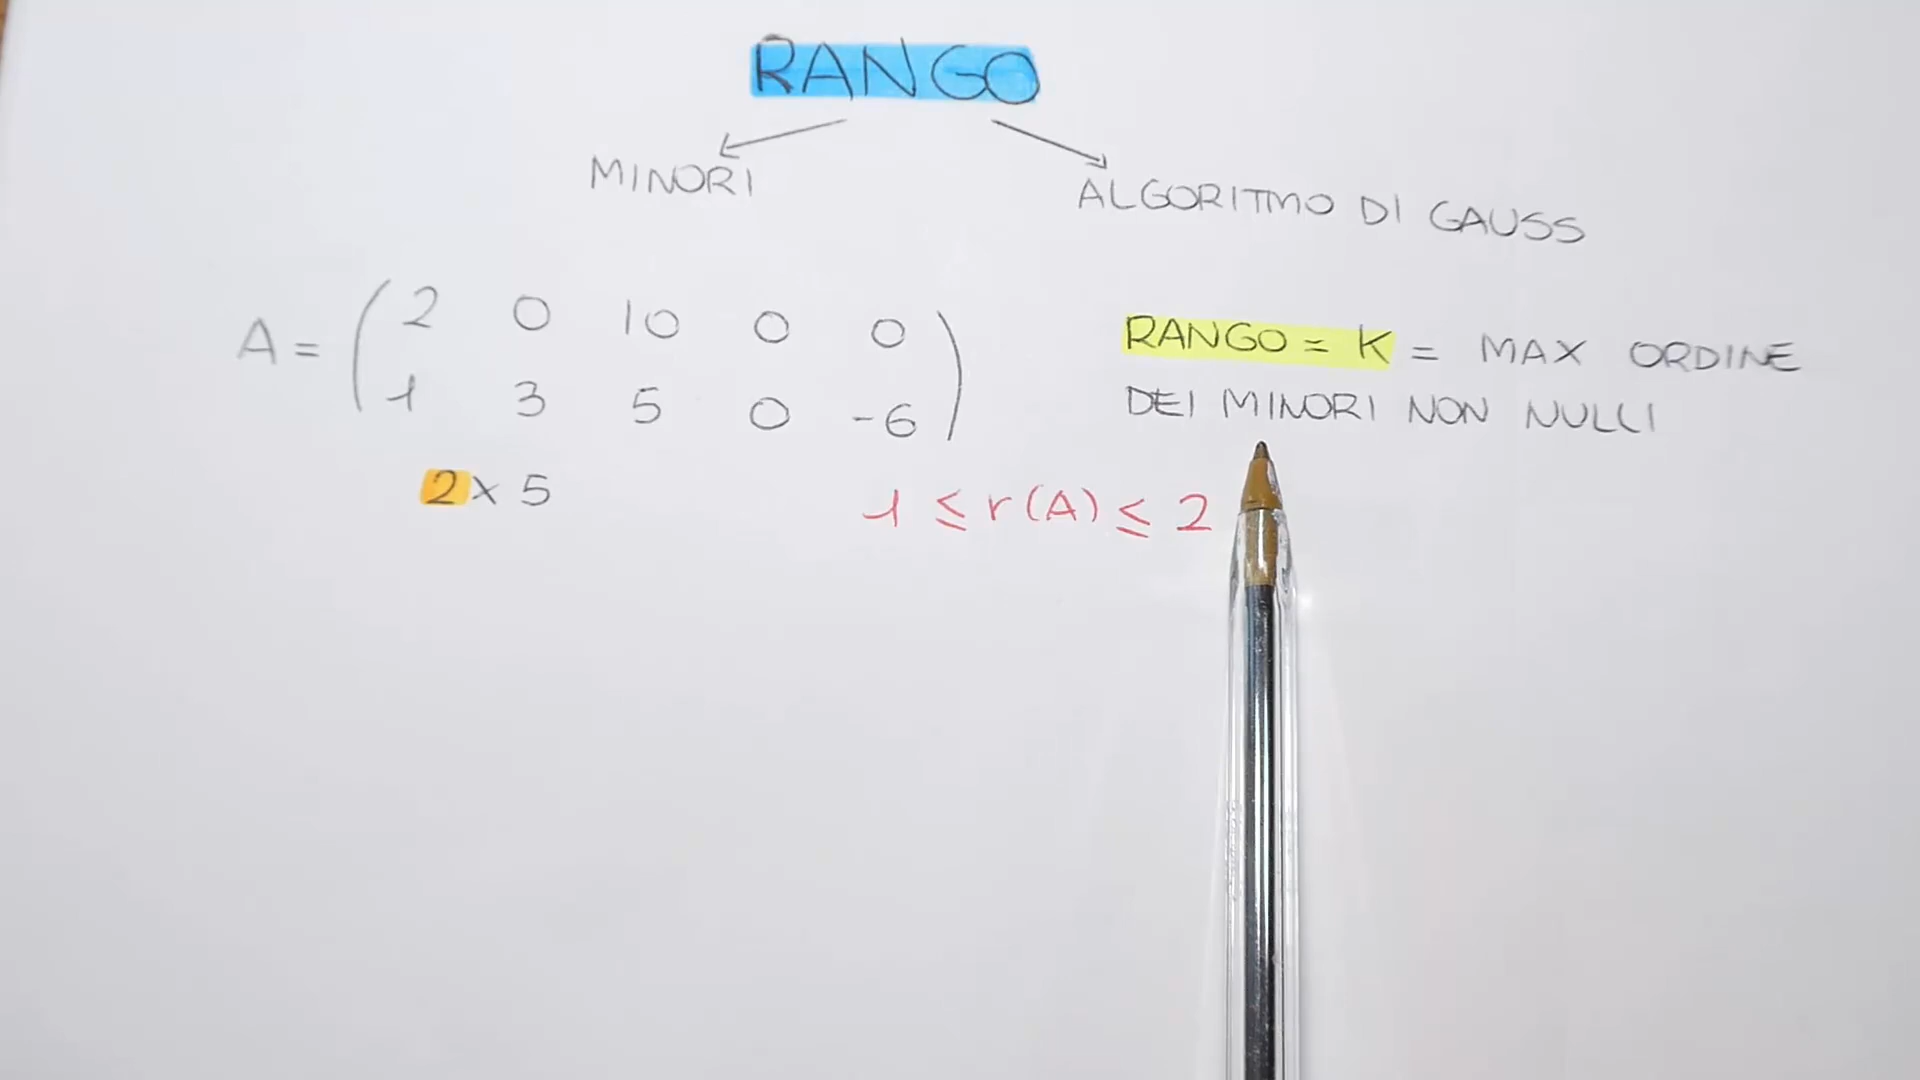 RANGO
MINORI
ALGORITMO DI GAUSS
A = ( 2 0 10 0 0
1 3 5 0 -6 )
RANGO = K = MAX ORDINE
DEI MINORI NON NULLI
2 x 5
1 ≤ r(A) ≤ 2